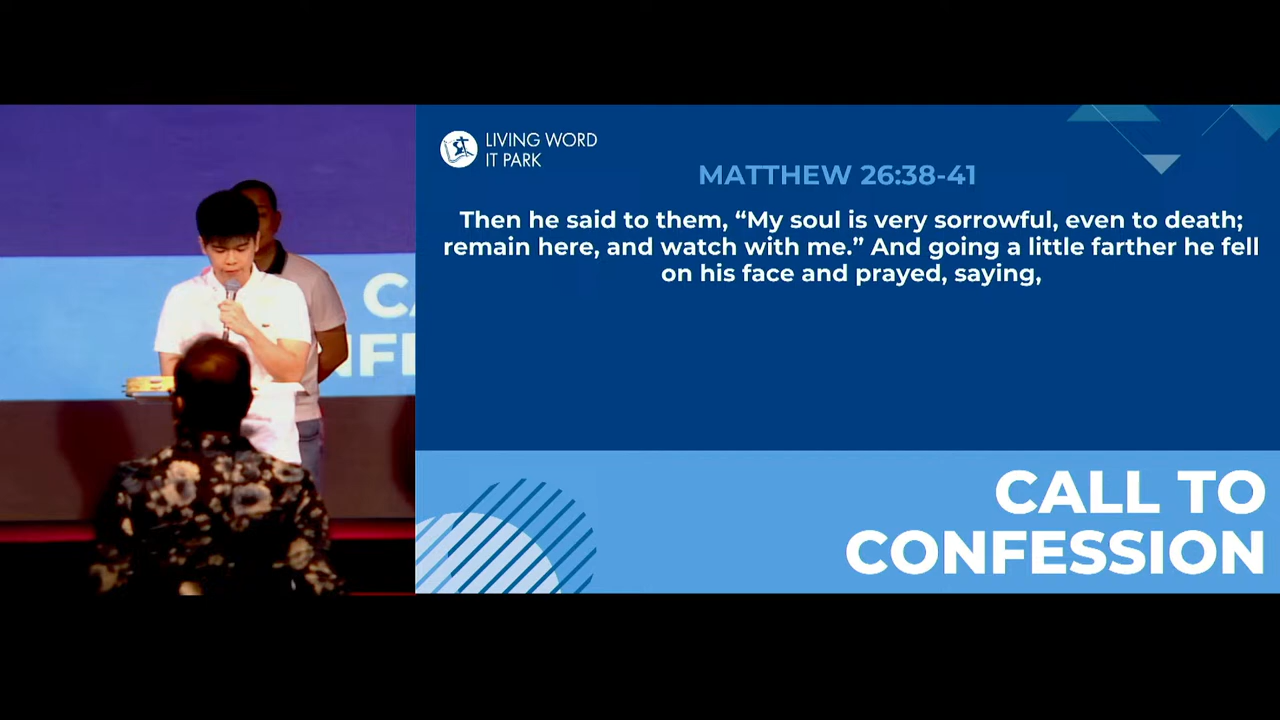 LIVING WORD
IT PARK
MATTHEW 26:38-41
Then he said to them, “My soul is very sorrowful, even to death;
remain here, and watch with me.” And going a little farther he fell
on his face and prayed, saying,
CALL TO
CONFESSION
CA
NFE